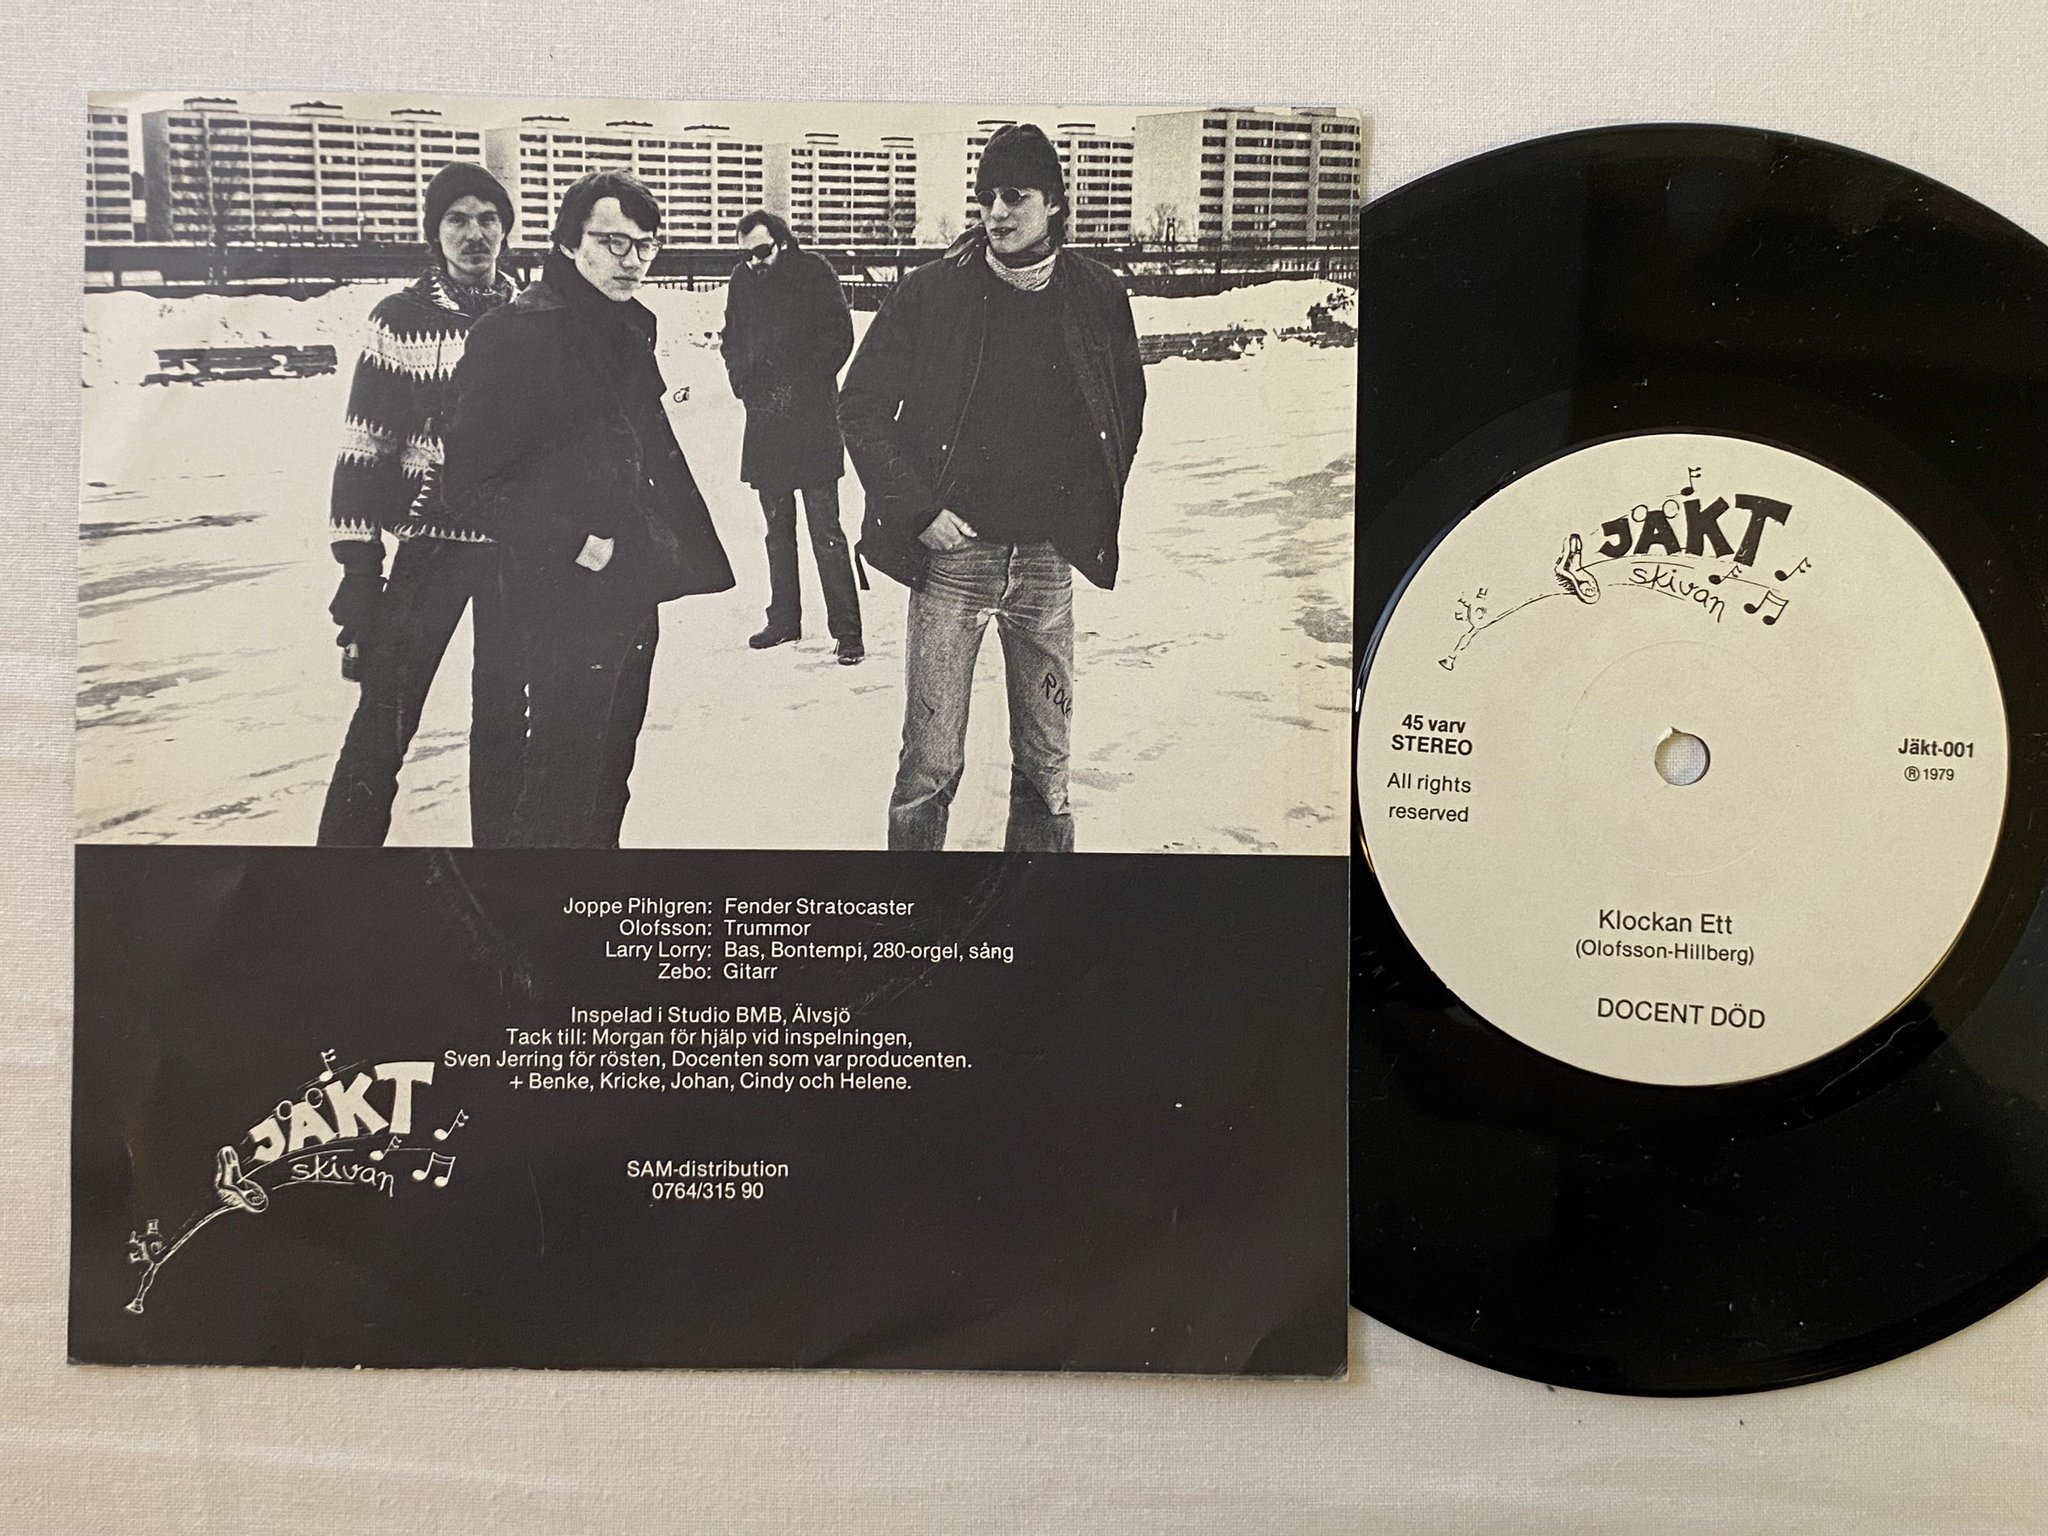 ROCK
Joppe Pihlgren: Fender Stratocaster
Olofsson: Trummor
Larry Lorry: Bas, Bontempi, 280-orgel, sång
Zebo: Gitarr
Inspelad i Studio BMB, Älvsjö
Tack till: Morgan för hjälp vid inspelningen,
Sven Jerring för rösten, Docenten som var producenten.
+ Benke, Kricke, Johan, Cindy och Helene.
JÄKT
skivan
SAM-distribution
0764/315 90
JÄKT
skivan
45 varv
STEREO
All rights
reserved
Jäkt-001
Ⓡ 1979
Klockan Ett
(Olofsson-Hillberg)
DOCENT DÖD